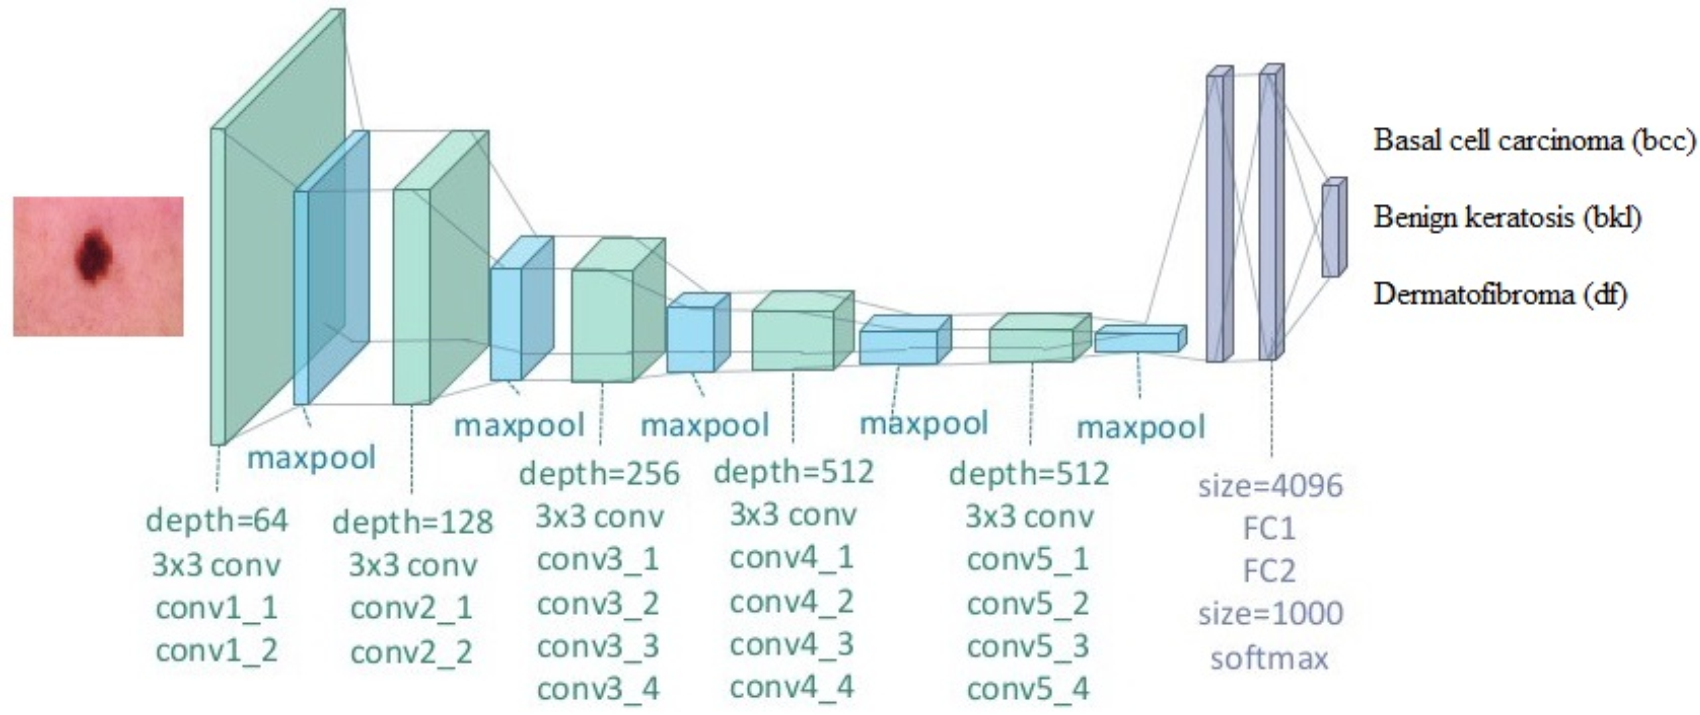 Basal cell carcinoma (bcc)
Benign keratosis (bkl)
Dermatofibroma (df)
maxpool
maxpool
maxpool
maxpool
maxpool
depth=64
3x3 conv
conv1_1
conv1_2
depth=128
3x3 conv
conv2_1
conv2_2
depth=256
3x3 conv
conv3_1
conv3_2
conv3_3
conv3_4
depth=512
3x3 conv
conv4_1
conv4_2
conv4_3
conv4_4
depth=512
3x3 conv
conv5_1
conv5_2
conv5_3
conv5_4
size=4096
FC1
FC2
size=1000
softmax